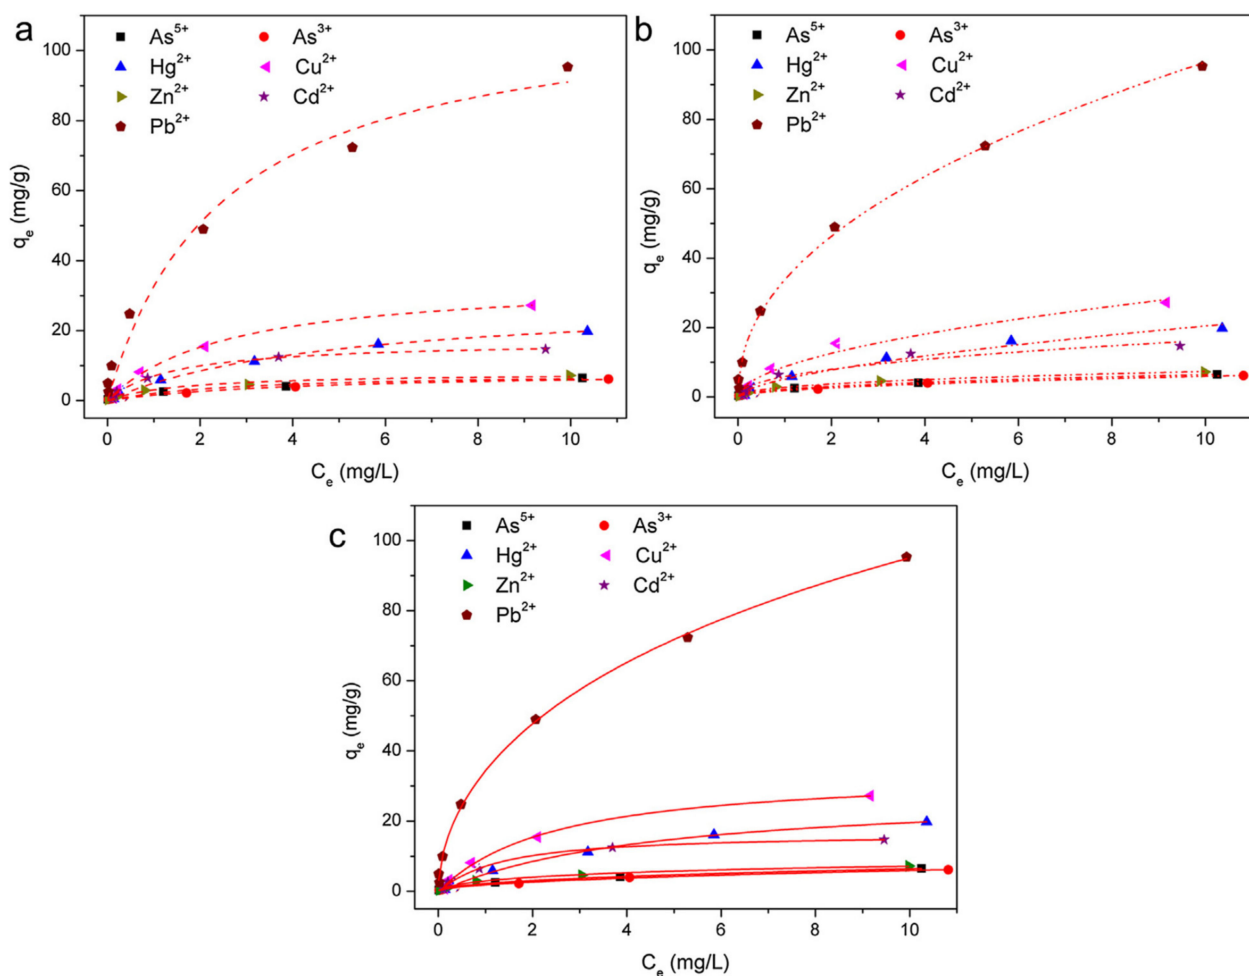 a
As5+ As3+
Hg2+ Cu2+
Zn2+ Cd2+
Pb2+
100
80
60
40
20
0
qe (mg/g)
0 2 4 6 8 10
Ce (mg/L)
b
As5+ As3+
Hg2+ Cu2+
Zn2+ Cd2+
Pb2+
100
80
60
40
20
0
qe (mg/g)
0 2 4 6 8 10
Ce (mg/L)
c
As5+ As3+
Hg2+ Cu2+
Zn2+ Cd2+
Pb2+
100
80
60
40
20
0
qe (mg/g)
0 2 4 6 8 10
Ce (mg/L)